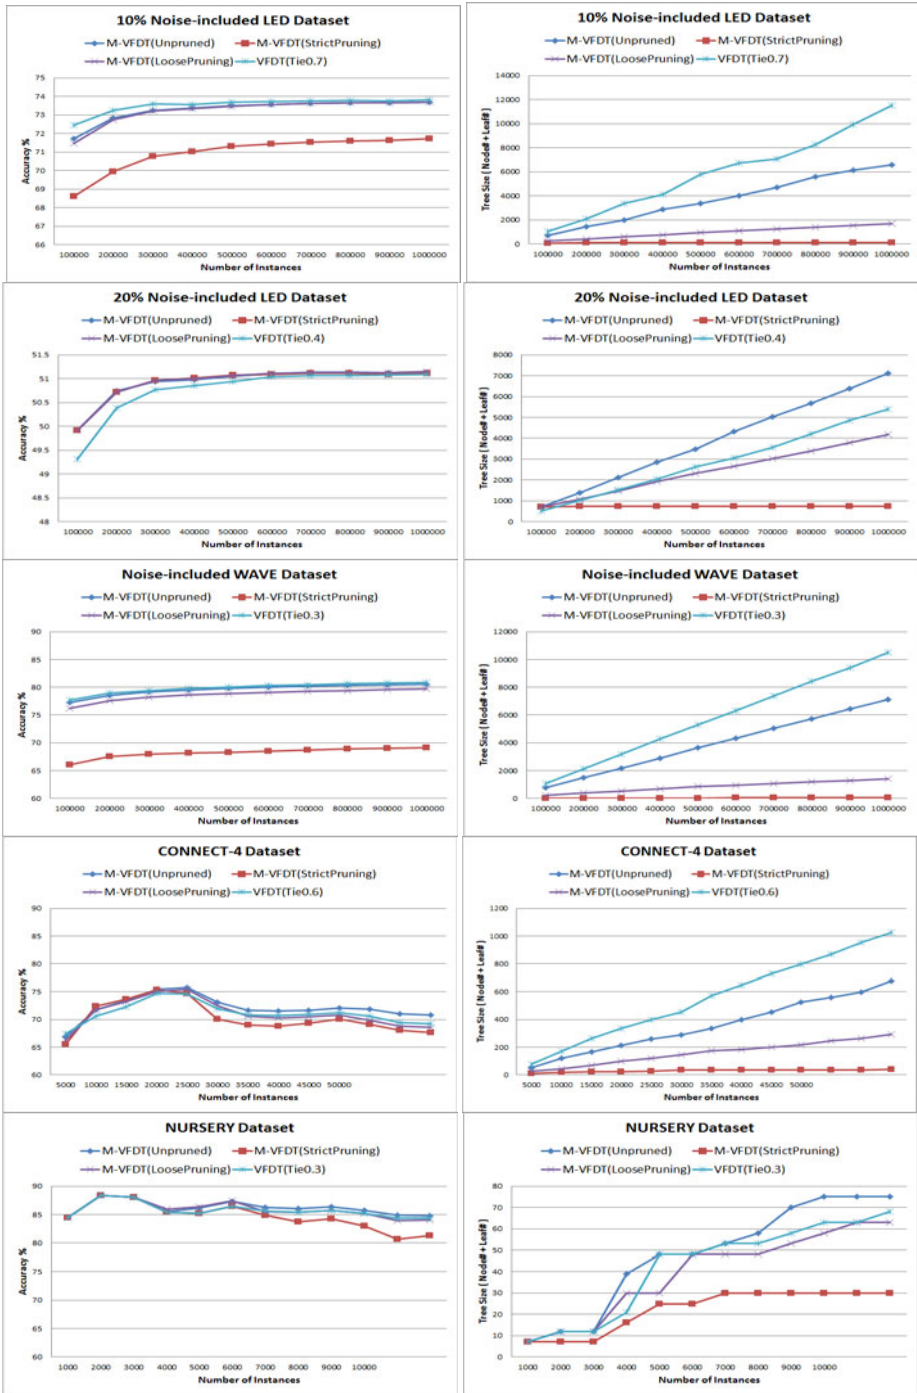 10% Noise-included LED Dataset
M-VFDT(Unpruned) M-VFDT(StrictPruning)
M-VFDT(LoosePruning) VFDT(Tie0.7)
75
74
73
72
71
70
69
68
67
66
Accuracy %
100000 200000 300000 400000 500000 600000 700000 800000 900000 1000000
Number of Instances
10% Noise-included LED Dataset
M-VFDT(Unpruned) M-VFDT(StrictPruning)
M-VFDT(LoosePruning) VFDT(Tie0.7)
14000
12000
10000
8000
6000
4000
2000
0
Tree Size ( Node# + Leaf# )
100000 200000 300000 400000 500000 600000 700000 800000 900000 1000000
Number of Instances
20% Noise-included LED Dataset
M-VFDT(Unpruned) M-VFDT(StrictPruning)
M-VFDT(LoosePruning) VFDT(Tie0.4)
51.5
51
50.5
50
49.5
49
48.5
48
Accuracy %
100000 200000 300000 400000 500000 600000 700000 800000 900000 1000000
Number of Instances
20% Noise-included LED Dataset
M-VFDT(Unpruned) M-VFDT(StrictPruning)
M-VFDT(LoosePruning) VFDT(Tie0.4)
8000
7000
6000
5000
4000
3000
2000
1000
0
Tree Size ( Node# + Leaf# )
100000 200000 300000 400000 500000 600000 700000 800000 900000 1000000
Number of Instances
Noise-included WAVE Dataset
M-VFDT(Unpruned) M-VFDT(StrictPruning)
M-VFDT(LoosePruning) VFDT(Tie0.3)
90
85
80
75
70
65
60
Accuracy %
100000 200000 300000 400000 500000 600000 700000 800000 900000 1000000
Number of Instances
Noise-included WAVE Dataset
M-VFDT(Unpruned) M-VFDT(StrictPruning)
M-VFDT(LoosePruning) VFDT(Tie0.3)
12000
10000
8000
6000
4000
2000
0
Tree Size ( Node# + Leaf# )
100000 200000 300000 400000 500000 600000 700000 800000 900000 1000000
Number of Instances
CONNECT-4 Dataset
M-VFDT(Unpruned) M-VFDT(StrictPruning)
M-VFDT(LoosePruning) VFDT(Tie0.6)
90
85
80
75
70
65
60
Accuracy %
5000 10000 15000 20000 25000 30000 35000 40000 45000 50000
Number of Instances
CONNECT-4 Dataset
M-VFDT(Unpruned) M-VFDT(StrictPruning)
M-VFDT(LoosePruning) VFDT(Tie0.6)
1200
1000
800
600
400
200
0
Tree Size ( Node# + Leaf# )
5000 10000 15000 20000 25000 30000 35000 40000 45000 50000
Number of Instances
NURSERY Dataset
M-VFDT(Unpruned) M-VFDT(StrictPruning)
M-VFDT(LoosePruning) VFDT(Tie0.3)
90
85
80
75
70
65
60
Accuracy %
1000 2000 3000 4000 5000 6000 7000 8000 9000 10000
Number of Instances
NURSERY Dataset
M-VFDT(Unpruned) M-VFDT(StrictPruning)
M-VFDT(LoosePruning) VFDT(Tie0.3)
80
70
60
50
40
30
20
10
0
Tree Size ( Node# + Leaf# )
1000 2000 3000 4000 5000 6000 7000 8000 9000 10000
Number of Instances